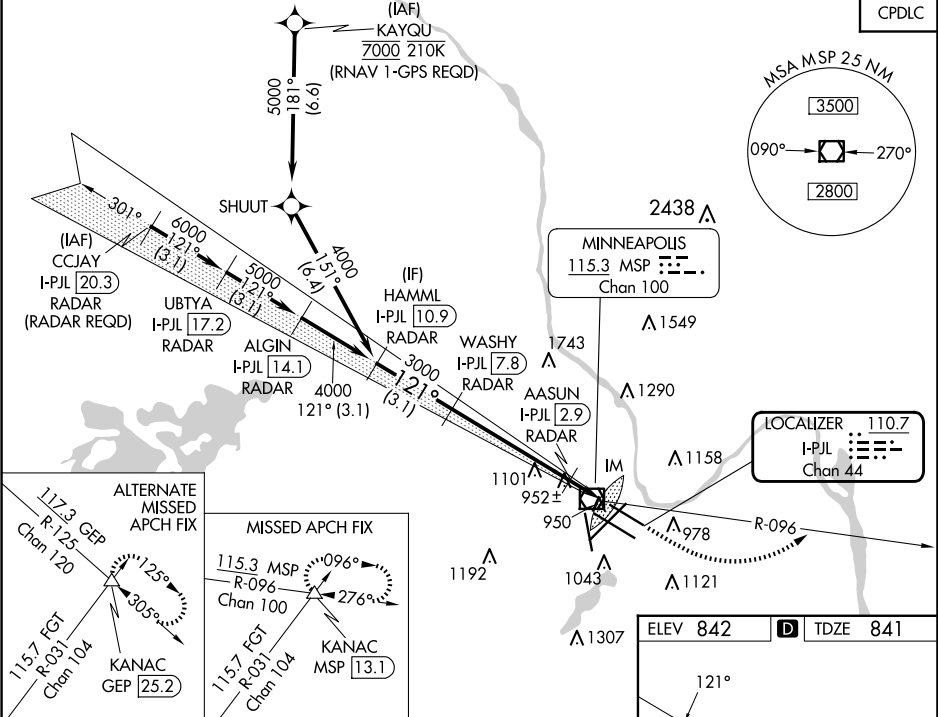 CPDLC
(IAF)
KAYQU
7000 210K
(RNAV 1-GPS REQD)
5000
181°
(6.6)
MSA MSP 25 NM
3500
090°
270°
2800
SHUUT
4000
151°
(6.4)
301°
6000
121°
(3.1)
5000
121°
(3.1)
(IAF)
CCJAY
I-PJL 20.3
RADAR
(RADAR REQD)
UBTYA
I-PJL 17.2
RADAR
ALGIN
I-PJL 14.1
RADAR
4000
121° (3.1)
(IF)
HAMML
I-PJL 10.9
RADAR
3000
121°
(3.1)
WASHY
I-PJL 7.8
RADAR
AASUN
I-PJL 2.9
RADAR
2438
MINNEAPOLIS
115.3 MSP
Chan 100
1549
1743
1290
LOCALIZER 110.7
I-PJL
Chan 44
1158
IM
1101
952±
950
978
R-096
1192
1043
1121
1307
ALTERNATE
MISSED
APCH FIX
117.3 GEP
R-125
Chan 120
125°
305°
115.7 FGT
R-031
Chan 104
KANAC
GEP 25.2
MISSED APCH FIX
115.3 MSP
R-096
Chan 100
096°
276°
115.7 FGT
R-031
Chan 104
KANAC
MSP 13.1
ELEV 842
D
TDZE 841
121°